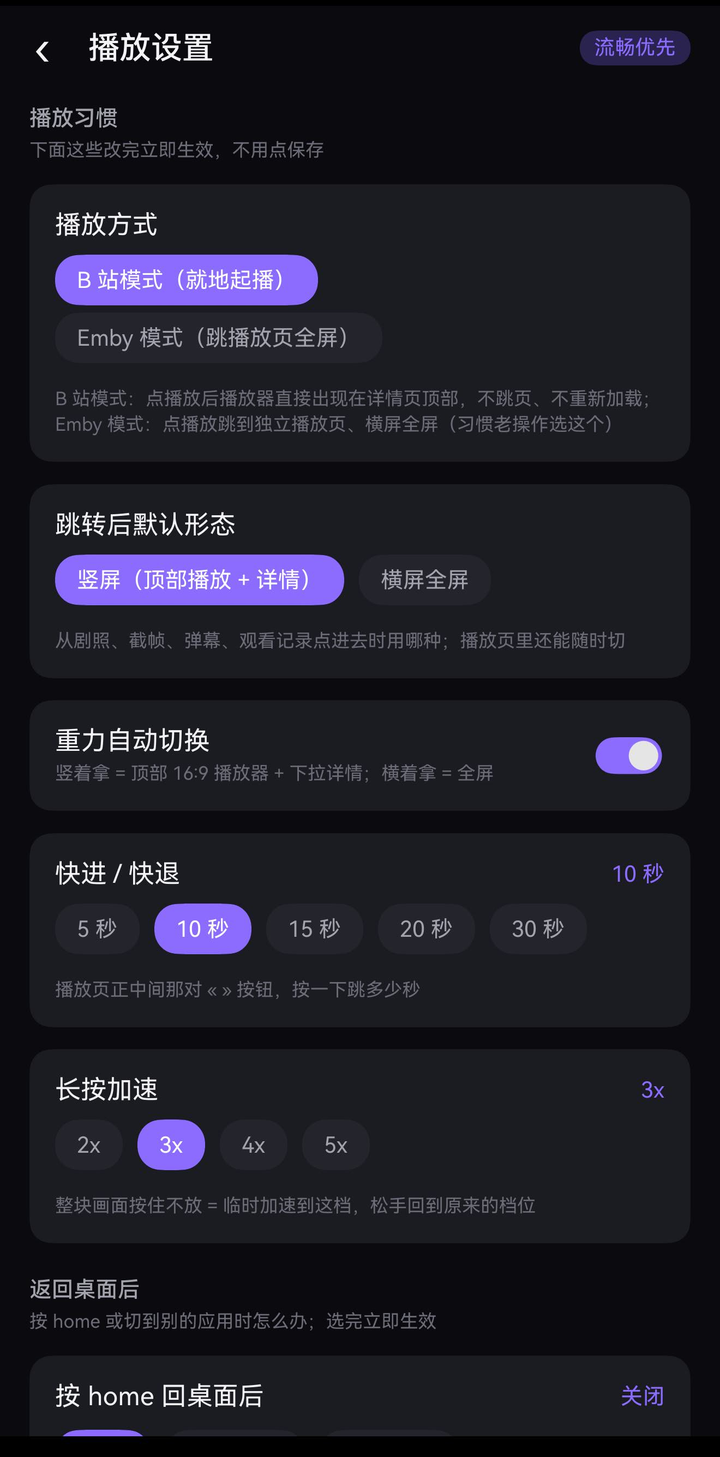 播放设置
流畅优先
播放习惯
下面这些改完立即生效，不用点保存
播放方式
B 站模式（就地起播）
Emby 模式（跳播放页全屏）
B 站模式：点播放后播放器直接出现在详情页顶部，不跳页、不重新加载；
Emby 模式：点播放跳到独立播放页、横屏全屏（习惯老操作选这个）
跳转后默认形态
竖屏（顶部播放 + 详情）
横屏全屏
从剧照、截帧、弹幕、观看记录点进去时用哪种；播放页里还能随时切
重力自动切换
竖着拿 = 顶部 16:9 播放器 + 下拉详情；横着拿 = 全屏
快进 / 快退
10 秒
5 秒
10 秒
15 秒
20 秒
30 秒
播放页正中间那对 « » 按钮，按一下跳多少秒
长按加速
3x
2x
3x
4x
5x
整块画面按住不放 = 临时加速到这档，松手回到原来的档位
返回桌面后
按 home 或切到别的应用时怎么办；选完立即生效
按 home 回桌面后
关闭